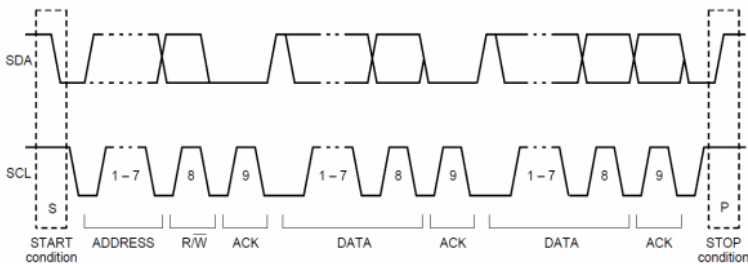 SDA
SCL
1 – 7 8 9 1 – 7 8 9 1 – 7 8 9
S P
START condition ADDRESS R/W̅ ACK DATA ACK DATA ACK STOP condition